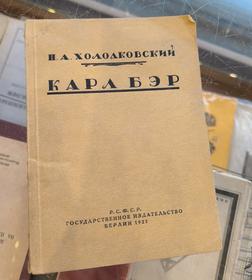 Н.А.ХОЛОДКОВСКИЙ
КАРЛ БЭР
Р.С.Ф.С.Р.
ГОСУДАРСТВЕННОЕ ИЗДАТЕЛЬСТВО
БЕРЛИН 1923